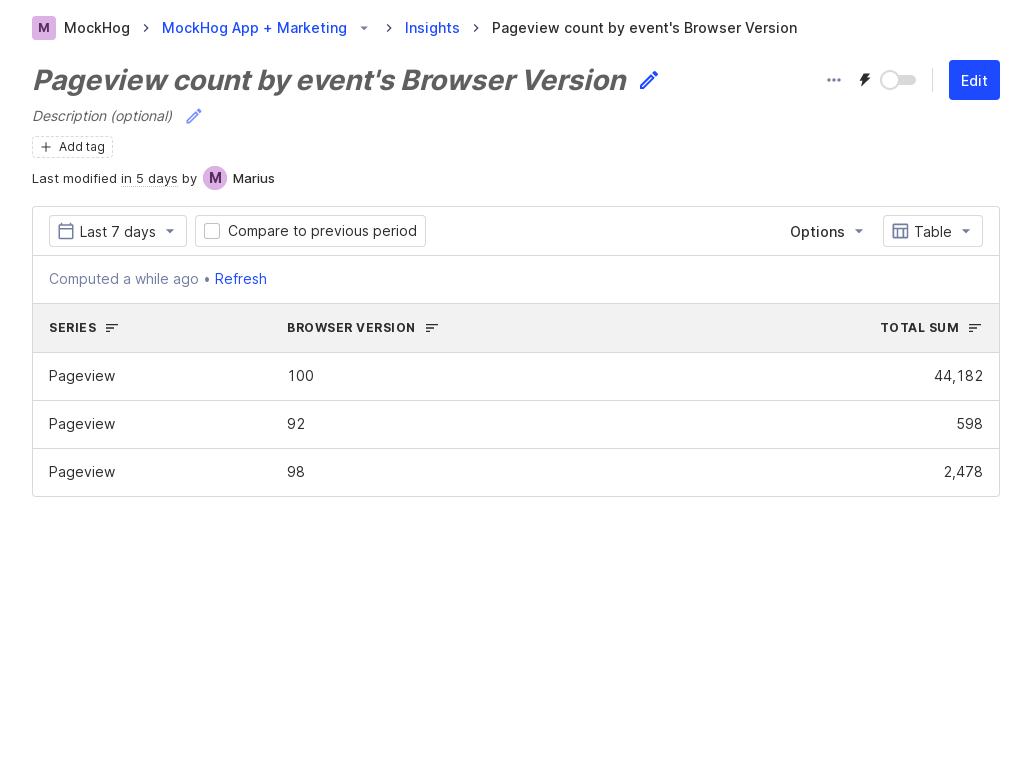 M MockHog MockHog App + Marketing Insights Pageview count by event's Browser Version
Pageview count by event's Browser Version
Edit
Description (optional)
Add tag
Last modified in 5 days by M Marius
Last 7 days Compare to previous period Options Table
Computed a while ago • Refresh
SERIES BROWSER VERSION TOTAL SUM
Pageview 100 44,182
Pageview 92 598
Pageview 98 2,478